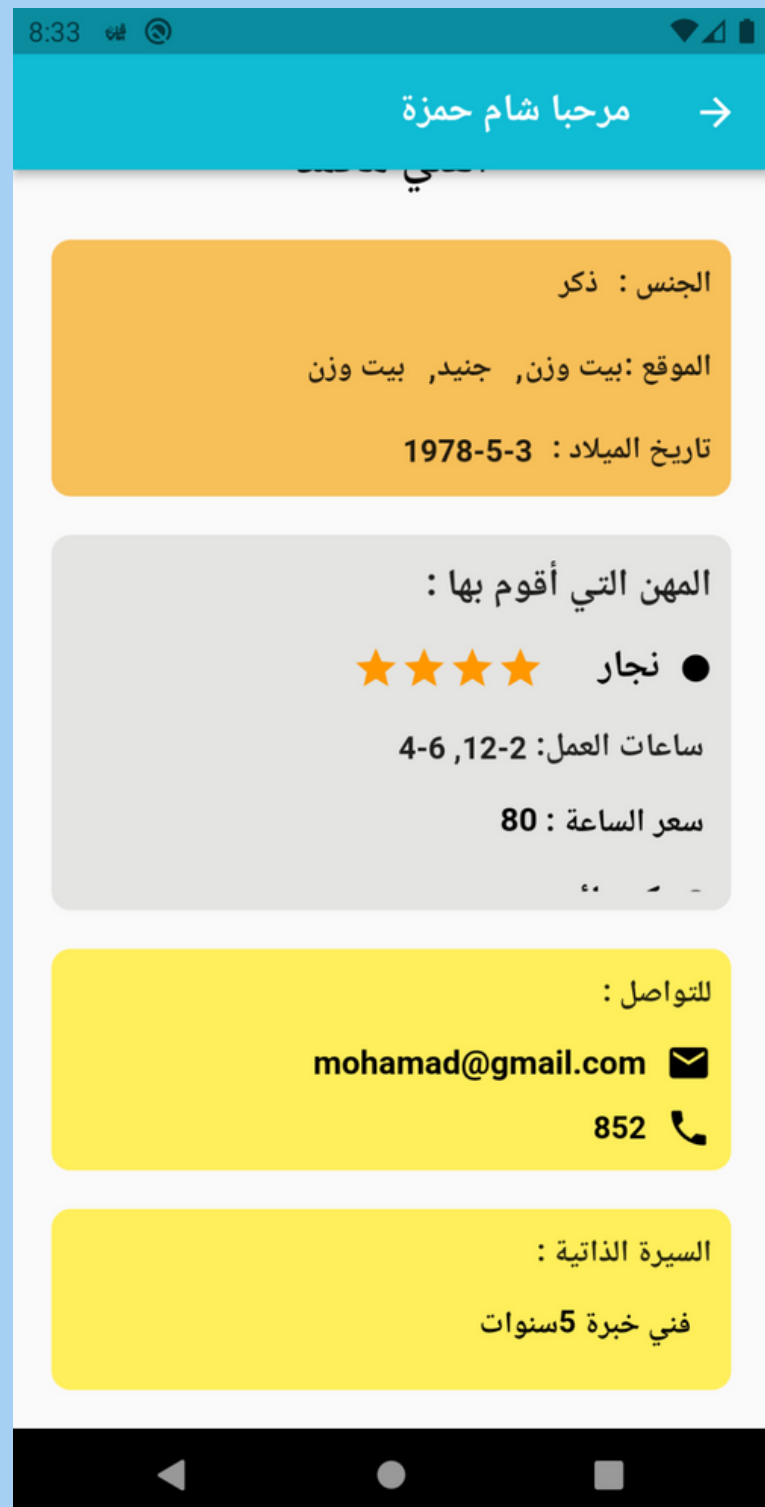 8:33
مرحبا شام حمزة
الجنس : ذكر
الموقع :بيت وزن, جنيد, بيت وزن
تاريخ الميلاد : 3-5-1978
المهن التي أقوم بها :
نجار
ساعات العمل: 2-12, 6-4
سعر الساعة : 80
للتواصل :
mohamad@gmail.com
852
السيرة الذاتية :
فني خبرة 5سنوات